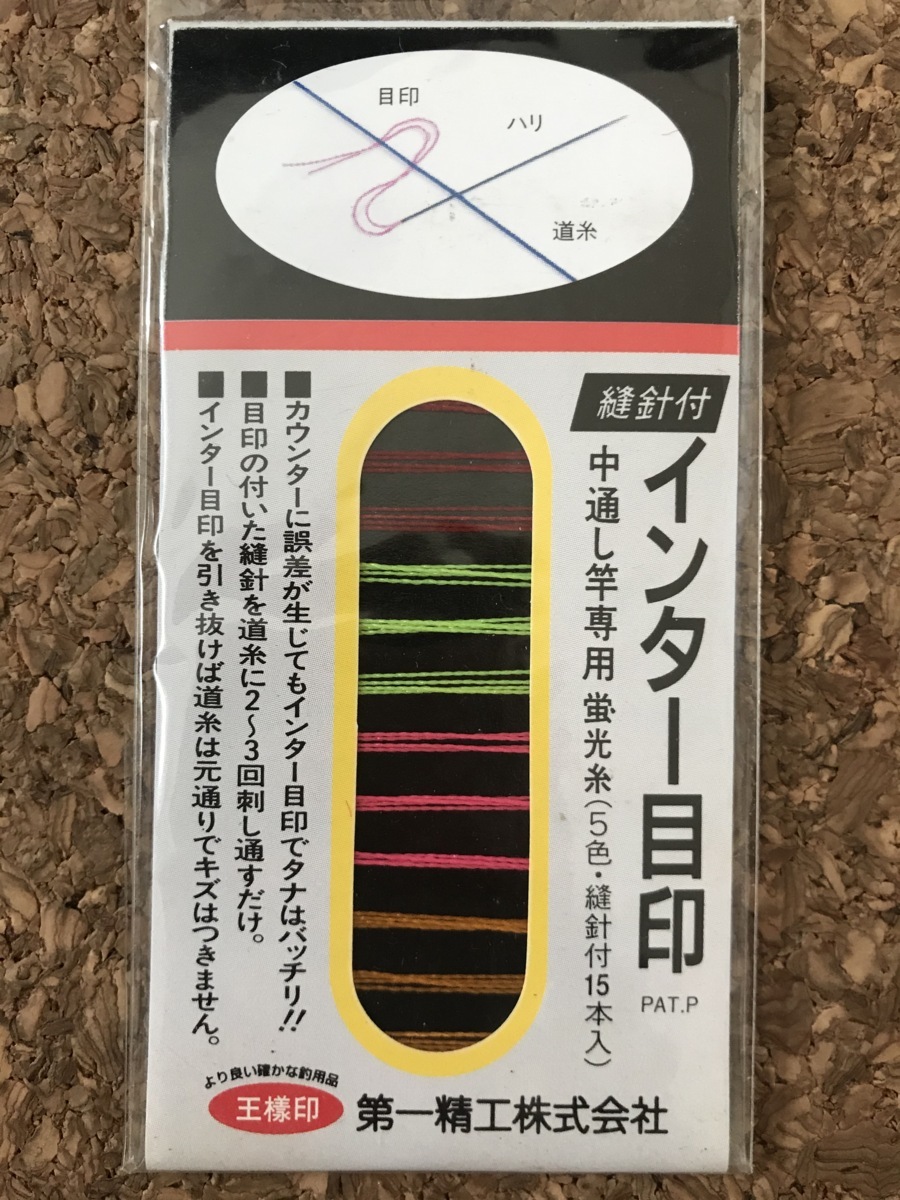 目印
ハリ
道糸
縫針付
インター目印
PAT.P
中通し竿専用 蛍光糸(5色・縫針付15本入)
■カウンターに誤差が生じてもインター目印でタナはバッチリ!!
■目印の付いた縫針を道糸に2〜3回刺し通すだけ。
■インター目印を引き抜けば道糸は元通りでキズはつきません。
より良い確かな釣用品
王様印
第一精工株式会社